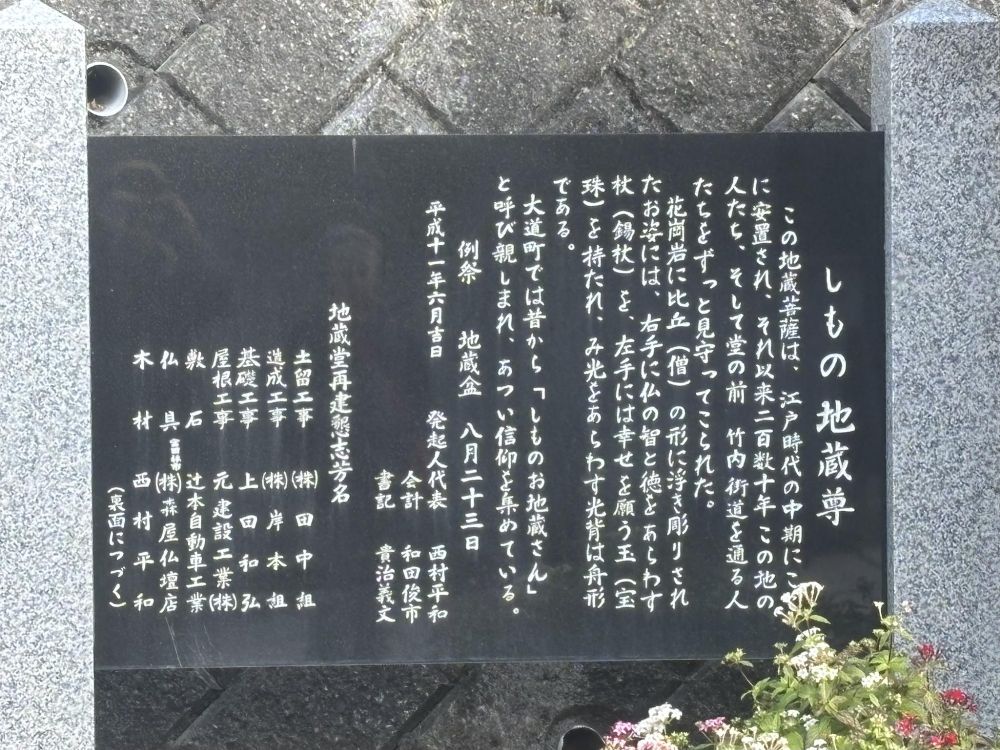 しもの地蔵尊
この地蔵菩薩は、江戸時代の中期にこ
に安置され、それ以来二百数十年この地の
人たち、そして堂の前 竹内街道を通る人
たちをずっと見守ってこられた。
花崗岩に比丘（僧）の形に浮き彫りされ
たお姿には、右手に仏の智と徳をあらわす
杖（錫杖）を、左手には幸せを願う玉（宝
珠）を持たれ、み光をあらわす光背は舟形
である。
大道町では昔から「しものお地蔵さん」
と呼び親しまれ、あつい信仰を集めている。
例祭 地蔵盆 八月二十三日
平成十一年六月吉日 発起人代表 西村平和
会計 和田俊市
書記 貴治義文
地蔵堂再建懇志芳名
土留工事 (株)田中組
造成工事 (株)岸本組
基礎工事 上田和弘
屋根工事 元建設工業(株)
敷石 辻本自動車工業
仏具 (株)森屋仏壇店
木材 西村平和
（裏面につづく）